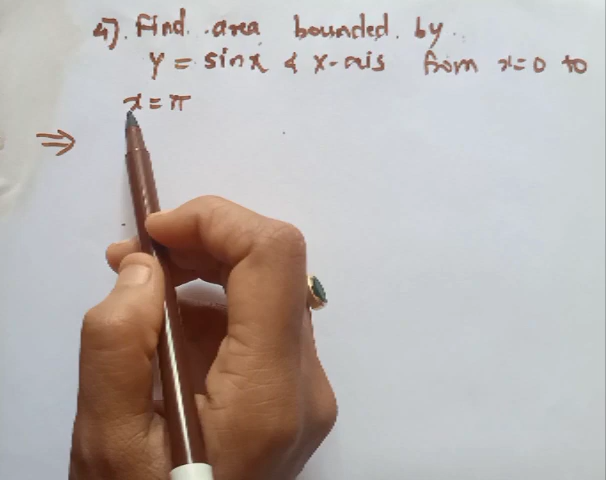 4). Find area bounded by
y = sinx & x-axis from x=0 to
x = π
⇒